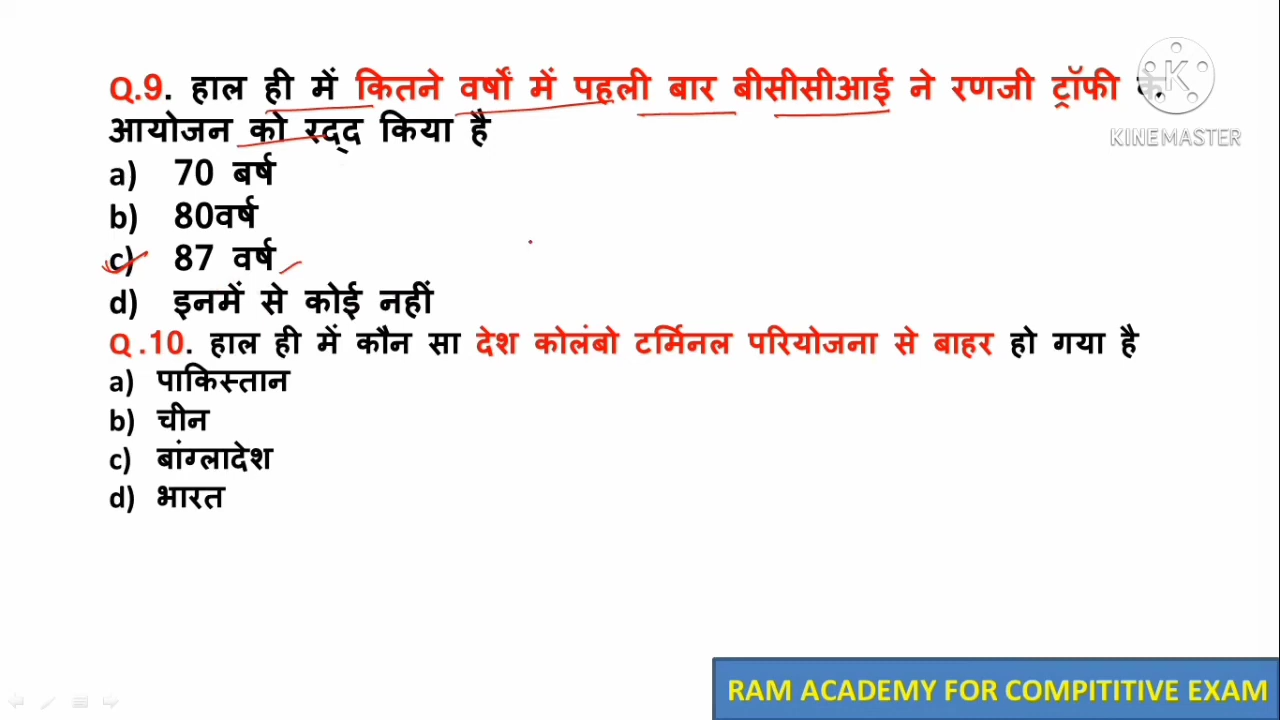 Q.9. हाल ही में कितने वर्षों में पहली बार बीसीसीआई ने रणजी ट्रॉफी के
आयोजन को रद्द किया है
a) 70 बर्ष
b) 80वर्ष
c) 87 वर्ष
d) इनमें से कोई नहीं
Q .10. हाल ही में कौन सा देश कोलंबो टर्मिनल परियोजना से बाहर हो गया है
a) पाकिस्तान
b) चीन
c) बांग्लादेश
d) भारत
K
KINEMASTER
RAM ACADEMY FOR COMPITITIVE EXAM